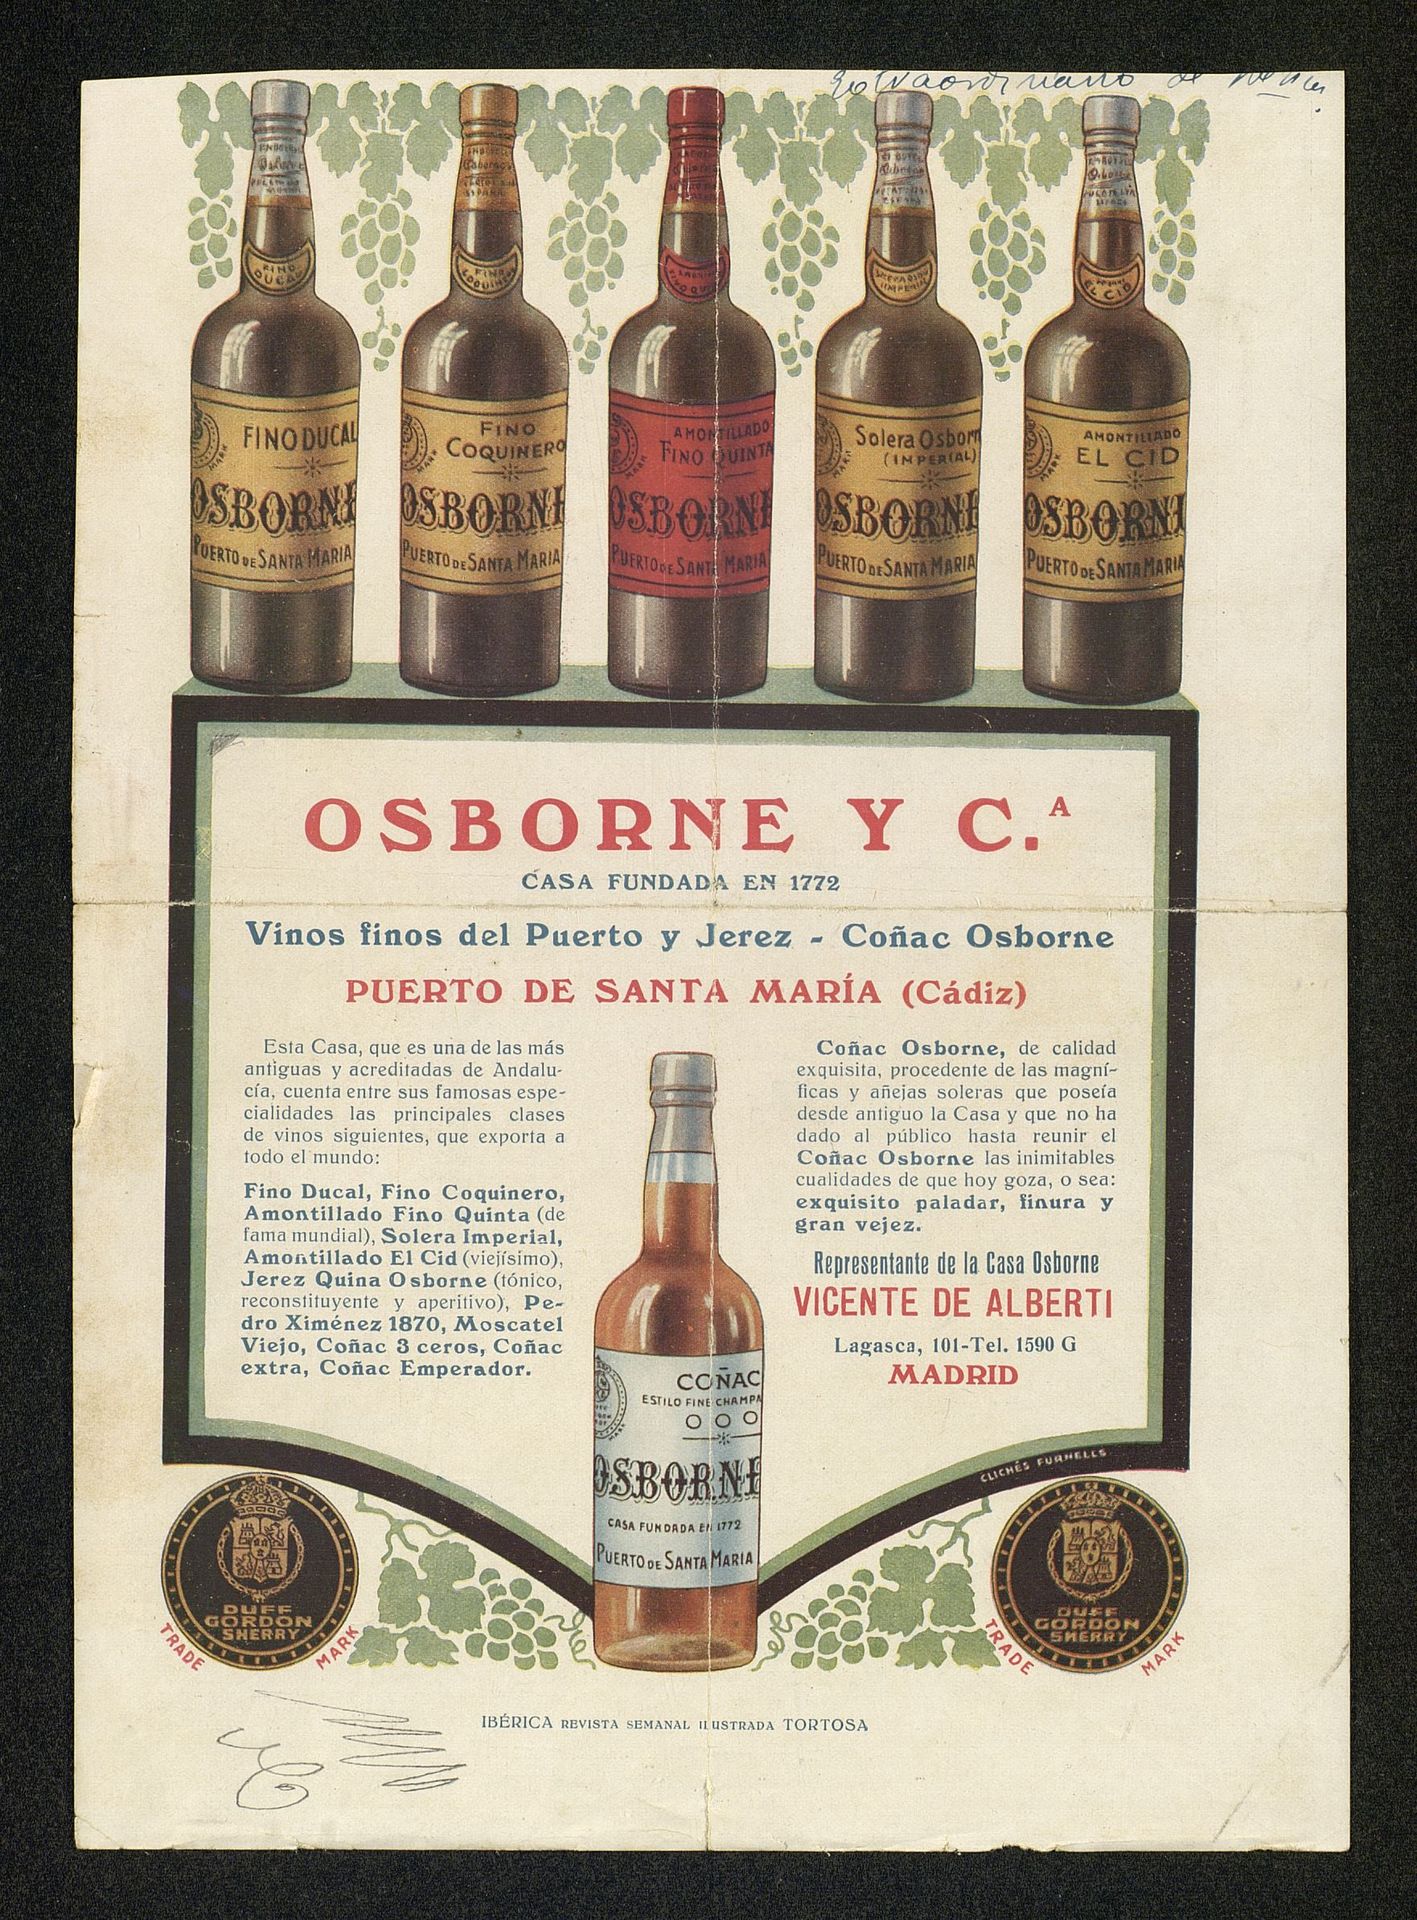 Extraordinario de
FINO DUCAL
OSBORNE
PUERTO DE SANTA MARIA
FINO
COQUINERO
OSBORNE
PUERTO DE SANTA MARIA
AMONTILLADO
FINO QUINTA
OSBORNE
PUERTO DE SANTA MARIA
Solera Osborn
(IMPERIAL)
OSBORNE
PUERTO DE SANTA MARIA
AMONTILLADO
EL CID
OSBORNE
PUERTO DE SANTA MARIA
OSBORNE Y C.A
CASA FUNDADA EN 1772
Vinos finos del Puerto y Jerez - Coñac Osborne
PUERTO DE SANTA MARÍA (Cádiz)
Esta Casa, que es una de las más
antiguas y acreditadas de Andalu-
cía, cuenta entre sus famosas espe-
cialidades las principales clases
de vinos siguientes, que exporta a
todo el mundo:
Fino Ducal, Fino Coquinero,
Amontillado Fino Quinta (de
fama mundial), Solera Imperial,
Amontillado El Cid (viejísimo),
Jerez Quina Osborne (tónico,
reconstituyente y aperitivo), Pe-
dro Ximénez 1870, Moscatel
Viejo, Coñac 3 ceros, Coñac
extra, Coñac Emperador.
Coñac Osborne, de calidad
exquisita, procedente de las magní-
ficas y añejas soleras que poseía
desde antiguo la Casa y que no ha
dado al público hasta reunir el
Coñac Osborne las inimitables
cualidades de que hoy goza, o sea:
exquisito paladar, finura y
gran vejez.
Representante de la Casa Osborne
VICENTE DE ALBERTI
Lagasca, 101-Tel. 1590 G
MADRID
COÑAC
ESTILO FINE CHAMPA
O O O
OSBORNE
CASA FUNDADA EN 1772
PUERTO DE SANTA MARIA
CLICHÉS FURNELLS
DUFF
GORDON
SHERRY
TRADE MARK
DUFF
GORDON
SHERRY
TRADE MARK
IBÉRICA REVISTA SEMANAL ILUSTRADA TORTOSA